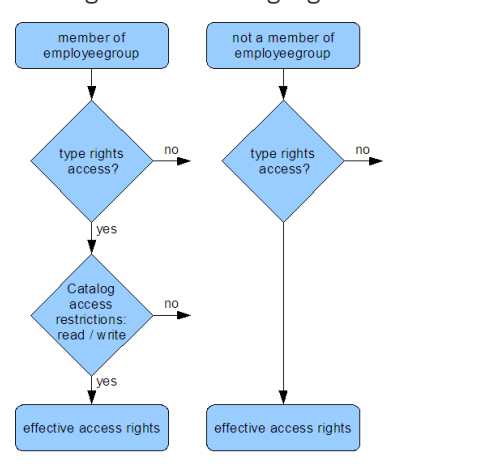 member of
employeegroup
not a member of
employeegroup
type rights
access?
no
type rights
access?
no
yes
Catalog
access
restrictions:
read / write
no
yes
effective access rights
effective access rights